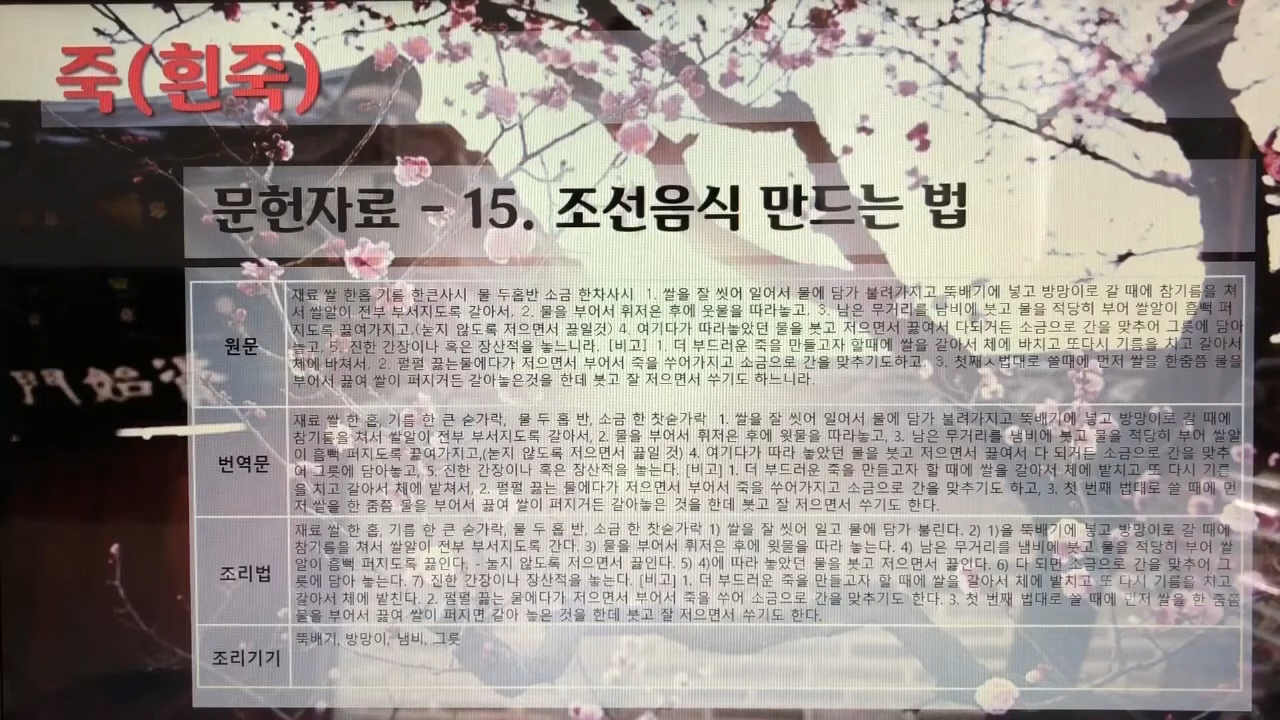 죽(흰죽)
문헌자료 - 15. 조선음식 만드는 법
원문
재료 쌀 한홉 기름 한큰사시 물 두홉반 소금 한차사시 1. 쌀을 잘 씻어 일어서 물에 담가 불려가지고 뚝배기에 넣고 방망이로 갈 때에 참기름을 쳐
서 쌀알이 전부 부서지도록 갈아서, 2. 물을 부어서 휘저은 후에 웃물을 따라놓고. 3. 남은 무거리를 남비에 붓고 물을 적당히 부어 쌀알이 흠뻑 퍼
지도록 끓여가지고.(눋지 않도록 저으면서 끓일것) 4. 여기다가 따라놓았던 물을 붓고 저으면서 끓여서 다되거든 소금으로 간을 맞추어 그릇에 담아
놓고, 5. 진한 간장이나 혹은 장산적을 놓느니라. [비고] 1. 더 부드러운 죽을 만들고자 할때에 쌀을 갈아서 체에 바치고 또다시 기름을 치고 갈아서
체에 바쳐서, 2. 펄펄 끓는물에다가 저으면서 부어서 죽을 쑤어가지고 소금으로 간을 맞추기도하고, 3. 첫째ㅅ법대로 쑬때에 먼저 쌀을 한줌쯤 물을
부어서 끓여 쌀이 퍼지거든 갈아놓은것을 한데 붓고 잘 저으면서 쑤기도 하느니라.
번역문
재료 쌀 한 홉, 기름 한 큰 숟가락, 물 두 홉 반, 소금 한 찻숟가락 1. 쌀을 잘 씻어 일어서 물에 담가 불려가지고 뚝배기에 넣고 방망이로 갈 때에
참기름을 쳐서 쌀알이 전부 부서지도록 갈아서, 2. 물을 부어서 휘저은 후에 윗물을 따라놓고, 3. 남은 무거리를 냄비에 붓고 물을 적당히 부어 쌀알
이 흠뻑 퍼지도록 끓여가지고,(눋지 않도록 저으면서 끓일 것) 4. 여기에다가 따라 놓았던 물을 붓고 저으면서 끓여서 다 되거든 소금으로 간을 맞추
여 그릇에 담아놓고, 5. 진한 간장이나 혹은 장산적을 놓는다. [비고] 1. 더 부드러운 죽을 만들고자 할 때에 쌀을 갈아서 체에 밭치고 또 다시 기름
을 치고 갈아서 체에 밭쳐서, 2. 펄펄 끓는 물에다가 저으면서 부어서 죽을 쑤어가지고 소금으로 간을 맞추기도 하고, 3. 첫 번째 법대로 쑬 때에 먼
저 쌀을 한 줌쯤 물을 부어서 끓여 쌀이 퍼지거든 갈아놓은 것을 한데 붓고 잘 저으면서 쑤기도 한다.
조리법
재료 쌀 한 홉, 기름 한 큰 숟가락, 물 두 홉 반, 소금 한 찻숟가락 1) 쌀을 잘 씻어 일고 물에 담가 불린다. 2) 1)을 뚝배기에 넣고 방망이로 갈 때에
참기름을 쳐서 쌀알이 전부 부서지도록 간다. 3) 물을 부어서 휘저은 후에 윗물을 따라 놓는다. 4) 남은 무거리를 냄비에 붓고 물을 적당히 부어 쌀
알이 흠뻑 퍼지도록 끓인다. - 눌지 않도록 저으면서 끓인다. 5) 4)에 따라 놓았던 물을 붓고 저으면서 끓인다. 6) 다 되면 소금으로 간을 맞추어 그
릇에 담아 놓는다. 7) 진한 간장이나 장산적을 놓는다. [비고] 1. 더 부드러운 죽을 만들고자 할 때에 쌀을 갈아서 체에 밭치고 또 다시 기름을 치고
갈아서 체에 밭친다. 2. 펄펄 끓는 물에다가 저으면서 부어서 죽을 쑤어 소금으로 간을 맞추기도 한다. 3. 첫 번째 법대로 쑬 때에 먼저 쌀을 한 줌쯤
물을 부어서 끓여 쌀이 퍼지면 갈아 놓은 것을 한데 붓고 잘 저으면서 쑤기도 한다.
조리기기
뚝배기, 방망이, 냄비, 그릇